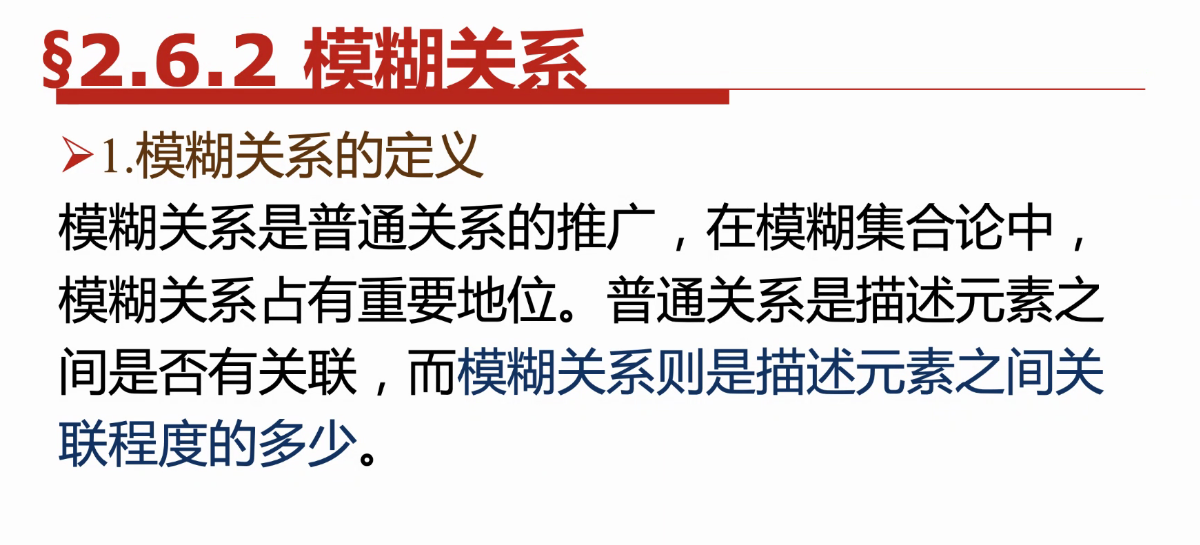 §2.6.2 模糊关系
1.模糊关系的定义
模糊关系是普通关系的推广，在模糊集合论中，
模糊关系占有重要地位。普通关系是描述元素之
间是否有关联，而模糊关系则是描述元素之间关
联程度的多少。